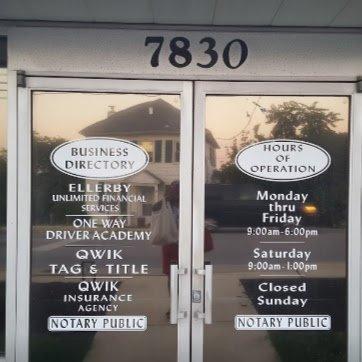 7830
BUSINESS
DIRECTORY
ELLERBY
UNLIMITED FINANCIAL
SERVICES
ONE WAY
DRIVER ACADEMY
QWIK
TAG & TITLE
QWIK
INSURANCE
AGENCY
NOTARY PUBLIC
HOURS
OF
OPERATION
Monday
thru
Friday
9:00am-6:00pm
Saturday
9:00am-1:00pm
Closed
Sunday
NOTARY PUBLIC